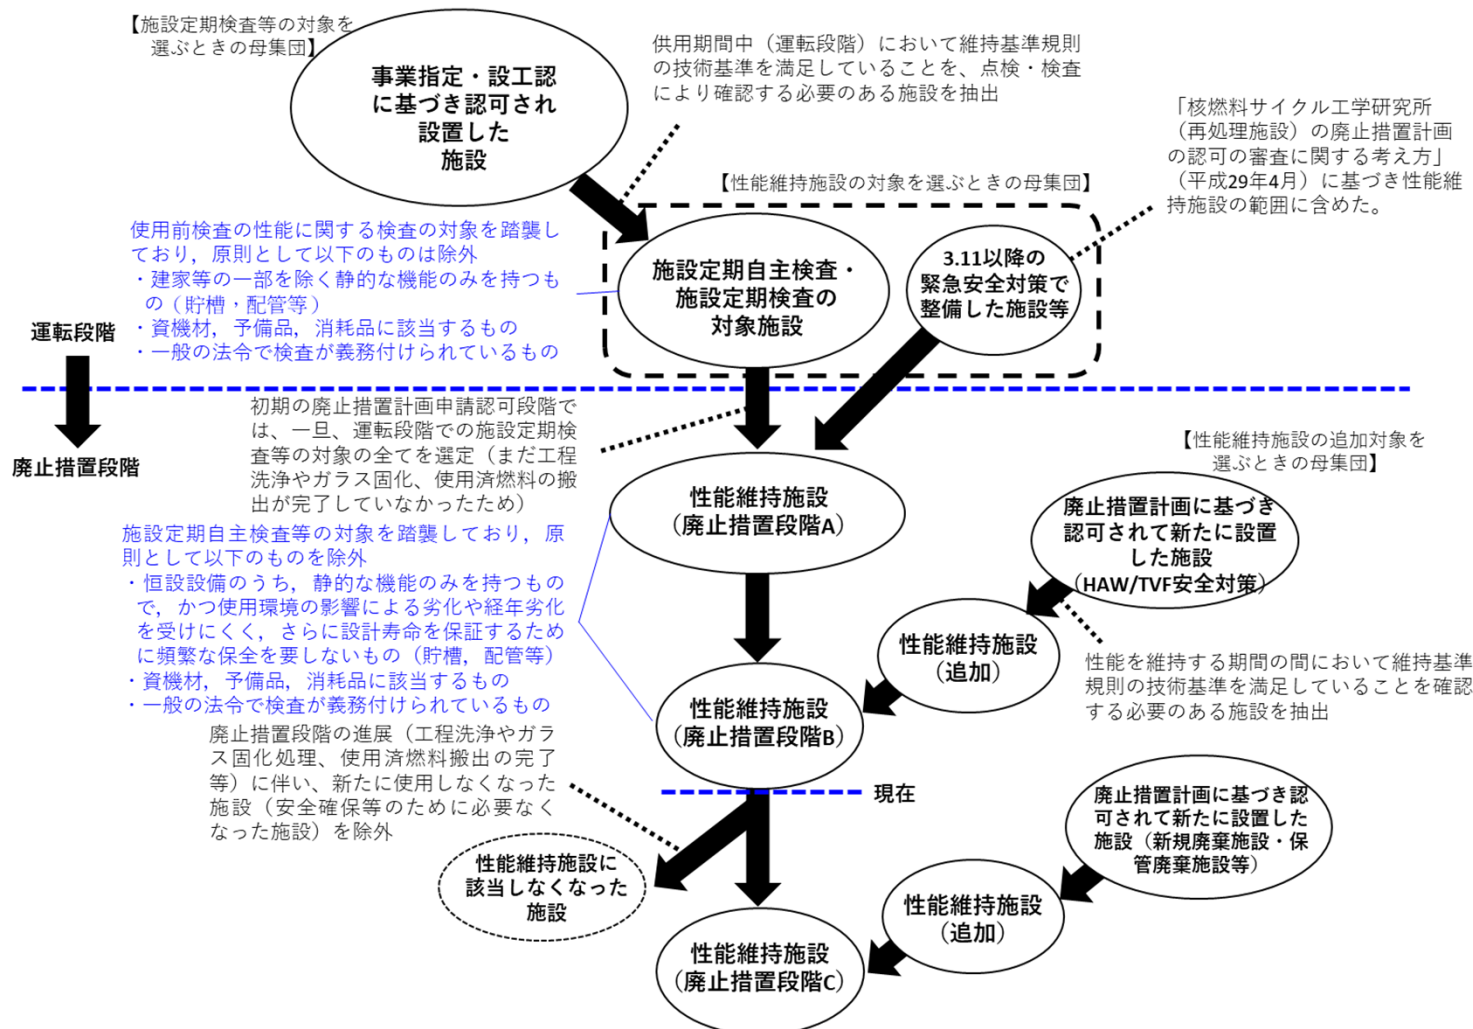 【施設定期検査等の対象を
選ぶときの母集団】
事業指定・設工認
に基づき認可され
設置した
施設
供用期間中（運転段階）において維持基準規則
の技術基準を満足していることを、点検・検査
により確認する必要のある施設を抽出
「核燃料サイクル工学研究所
（再処理施設）の廃止措置計画
の認可の審査に関する考え方」
（平成29年4月）に基づき性能維
持施設の範囲に含めた。
【性能維持施設の対象を選ぶときの母集団】
使用前検査の性能に関する検査の対象を踏襲し
ており，原則として以下のものは除外
・建家等の一部を除く静的な機能のみを持つも
の（貯槽，配管等）
・資機材，予備品，消耗品に該当するもの
・一般の法令で検査が義務付けられているもの
施設定期自主検査・
施設定期検査の
対象施設
3.11以降の
緊急安全対策で
整備した施設等
運転段階
廃止措置段階
初期の廃止措置計画申請認可段階で
は、一旦、運転段階での施設定期検
査等の対象の全てを選定（まだ工程
洗浄やガラス固化、使用済燃料の搬
出が完了していなかったため）
【性能維持施設の追加対象を
選ぶときの母集団】
性能維持施設
（廃止措置段階A）
廃止措置計画に基づき
認可されて新たに設置
した施設
（HAW/TVF安全対策）
施設定期自主検査等の対象を踏襲しており，原
則として以下のものを除外
・恒設設備のうち，静的な機能のみを持つもの
で，かつ使用環境の影響による劣化や経年劣化
を受けにくく，さらに設計寿命を保証するため
に頻繁な保全を要しないもの（貯槽，配管等）
・資機材，予備品，消耗品に該当するもの
・一般の法令で検査が義務付けられているもの
性能維持施設
（追加）
性能を維持する期間の間において維持基準
規則の技術基準を満足していることを確認
する必要のある施設を抽出
性能維持施設
（廃止措置段階B）
廃止措置段階の進展（工程洗浄やガラ
ス固化処理、使用済燃料搬出の完了
等）に伴い、新たに使用しなくなった
施設（安全確保等のために必要なく
なった施設）を除外
現在
廃止措置計画に基づき認
可されて新たに設置した
施設（新規廃棄施設・保
管廃棄施設等）
性能維持施設に
該当しなくなった
施設
性能維持施設
（追加）
性能維持施設
（廃止措置段階C）